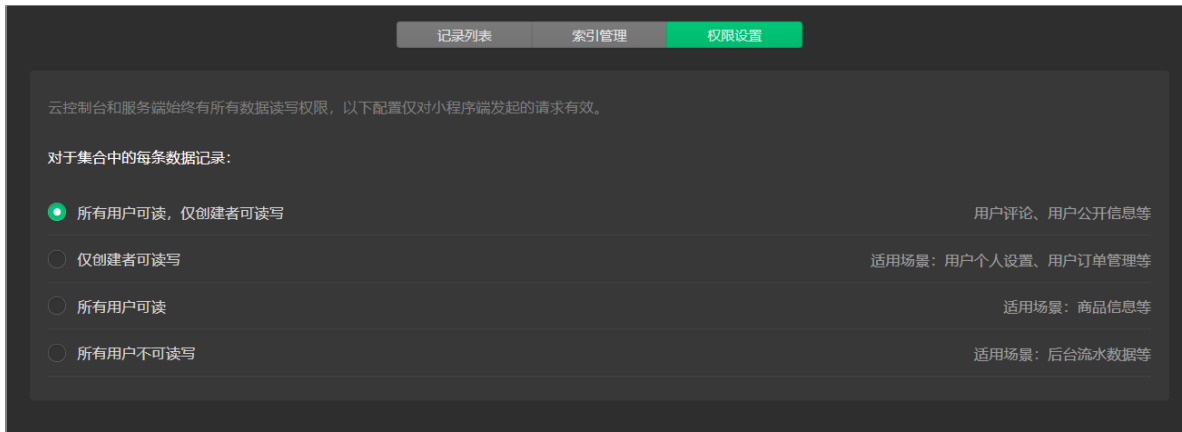 记录列表 索引管理 权限设置
云控制台和服务端始终有所有数据读写权限，以下配置仅对小程序端发起的请求有效。
对于集合中的每条数据记录：
所有用户可读，仅创建者可读写 用户评论、用户公开信息等
仅创建者可读写 适用场景：用户个人设置、用户订单管理等
所有用户可读 适用场景：商品信息等
所有用户不可读写 适用场景：后台流水数据等